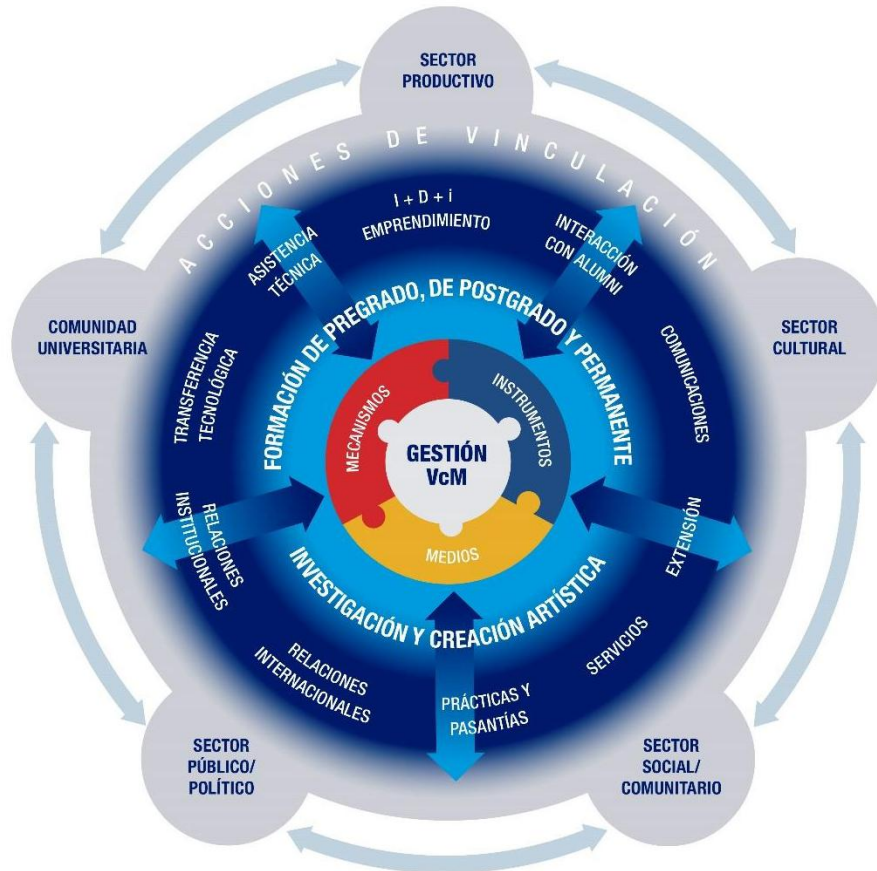 SECTOR
PRODUCTIVO
ACCIONES DE VINCULACIÓN
COMUNIDAD
UNIVERSITARIA
SECTOR
CULTURAL
I + D + i
EMPRENDIMIENTO
ASISTENCIA
TÉCNICA
INTERACCIÓN
CON ALUMNI
TRANSFERENCIA
TECNOLÓGICA
COMUNICACIONES
FORMACIÓN DE PREGRADO, DE POSTGRADO Y PERMANENTE
MECANISMOS
INSTRUMENTOS
GESTIÓN
VcM
MEDIOS
RELACIONES
INSTITUCIONALES
EXTENSIÓN
INVESTIGACIÓN Y CREACIÓN ARTÍSTICA
RELACIONES
INTERNACIONALES
SERVICIOS
PRÁCTICAS Y
PASANTÍAS
SECTOR
PÚBLICO/
POLÍTICO
SECTOR
SOCIAL/
COMUNITARIO